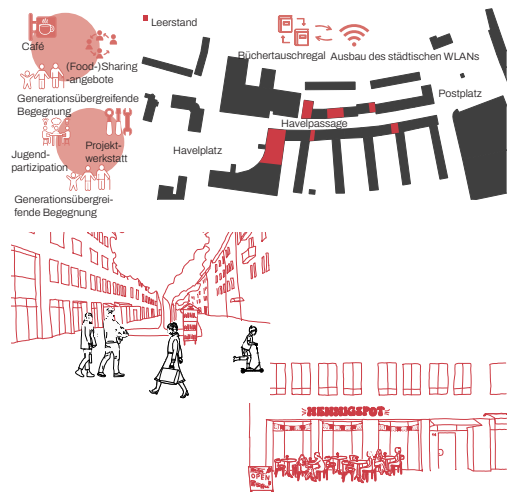 Leerstand
Café
(Food-)Sharing
-angebote
Büchertauschregal
Ausbau des städtischen WLANs
Generationsübergreifende
Begegnung
Postplatz
Havelpassage
Jugend-
partizipation
Projekt-
werkstatt
Havelplatz
Generationsübergrei-
fende Begegnung
HENNIGSPOT
OPEN